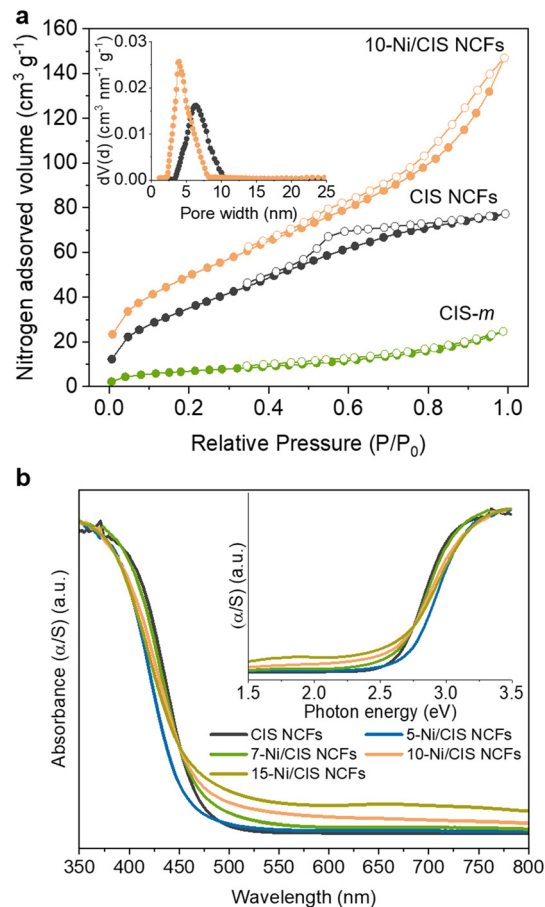 a
160
140
120
100
80
60
40
20
0
Nitrogen adsorved volume (cm³ g⁻¹)
0.03
0.02
0.01
0.00
dV(d) (cm³ nm⁻¹ g⁻¹)
0 5 10 15 20 25
Pore width (nm)
10-Ni/CIS NCFs
CIS NCFs
CIS-m
0.0 0.2 0.4 0.6 0.8 1.0
Relative Pressure (P/P₀)
b
Absorbance (α/S) (a.u.)
(α/S) (a.u.)
1.5 2.0 2.5 3.0 3.5
Photon energy (eV)
CIS NCFs 5-Ni/CIS NCFs
7-Ni/CIS NCFs 10-Ni/CIS NCFs
15-Ni/CIS NCFs
350 400 450 500 550 600 650 700 750 800
Wavelength (nm)